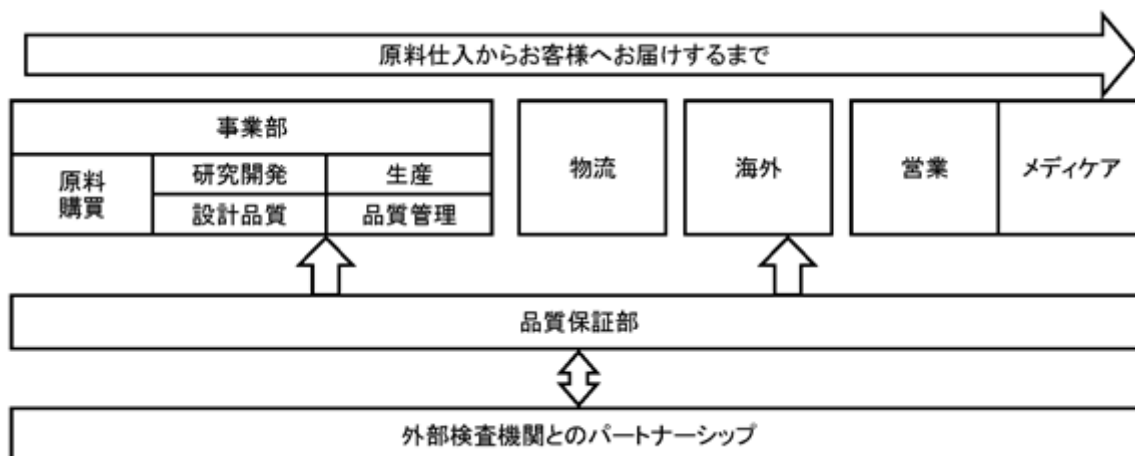 原料仕入からお客様へお届けするまで
事業部
原料
購買
研究開発
生産
設計品質
品質管理
物流
海外
営業
メディケア
品質保証部
外部検査機関とのパートナーシップ